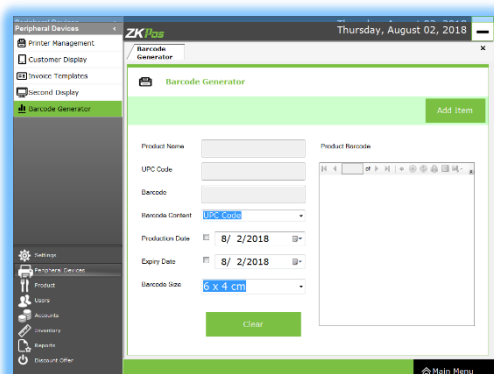 Peripheral Devices
Printer Management
Customer Display
Invoice Templates
Second Display
Barcode Generator
Settings
Peripheral Devices
Product
Users
Accounts
Inventory
Reports
Discount Offer
ZKPos
Thursday, August 02, 2018
Barcode
Generator
Barcode Generator
Add Item
Product Name
UPC Code
Barcode
Barcode Content UPC Code
Production Date 8/ 2/2018
Expiry Date 8/ 2/2018
Barcode Size 6 x 4 cm
Clear
Product Barcode
of
Main Menu